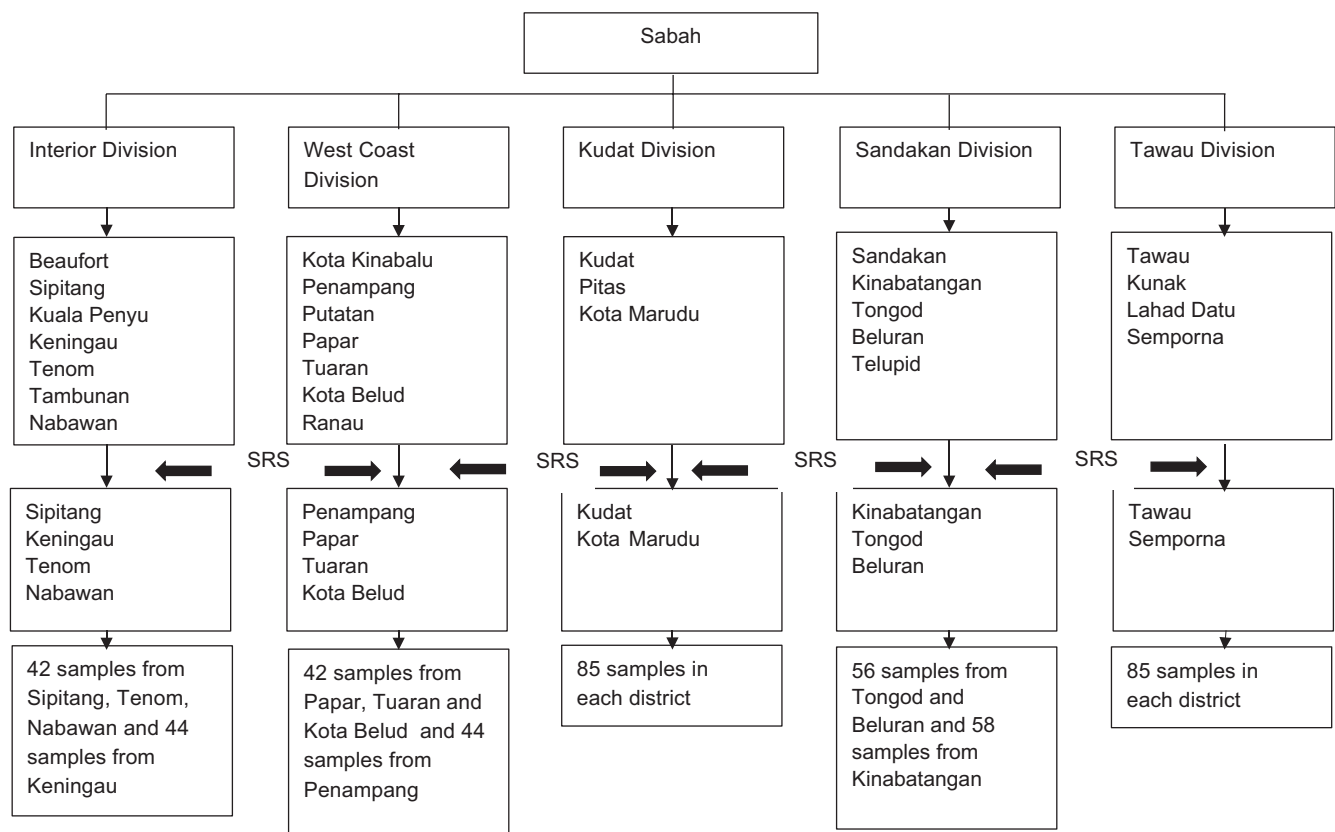 Sabah
Interior Division
West Coast
Division
Kudat Division
Sandakan Division
Tawau Division
Beaufort
Sipitang
Kuala Penyu
Keningau
Tenom
Tambunan
Nabawan
Kota Kinabalu
Penampang
Putatan
Papar
Tuaran
Kota Belud
Ranau
Kudat
Pitas
Kota Marudu
Sandakan
Kinabatangan
Tongod
Beluran
Telupid
Tawau
Kunak
Lahad Datu
Semporna
SRS
SRS
SRS
SRS
Sipitang
Keningau
Tenom
Nabawan
Penampang
Papar
Tuaran
Kota Belud
Kudat
Kota Marudu
Kinabatangan
Tongod
Beluran
Tawau
Semporna
42 samples from
Sipitang, Tenom,
Nabawan and 44
samples from
Keningau
42 samples from
Papar, Tuaran and
Kota Belud and 44
samples from
Penampang
85 samples in
each district
56 samples from
Tongod and
Beluran and 58
samples from
Kinabatangan
85 samples in
each district